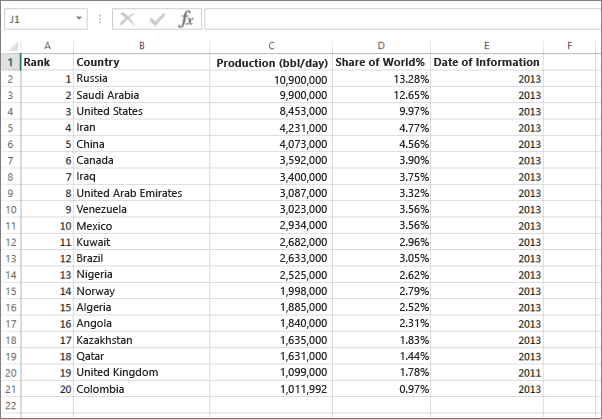 J1 fx
A B C D E F
1 Rank Country Production (bbl/day) Share of World% Date of Information
2 1 Russia 10,900,000 13.28% 2013
3 2 Saudi Arabia 9,900,000 12.65% 2013
4 3 United States 8,453,000 9.97% 2013
5 4 Iran 4,231,000 4.77% 2013
6 5 China 4,073,000 4.56% 2013
7 6 Canada 3,592,000 3.90% 2013
8 7 Iraq 3,400,000 3.75% 2013
9 8 United Arab Emirates 3,087,000 3.32% 2013
10 9 Venezuela 3,023,000 3.56% 2013
11 10 Mexico 2,934,000 3.56% 2013
12 11 Kuwait 2,682,000 2.96% 2013
13 12 Brazil 2,633,000 3.05% 2013
14 13 Nigeria 2,525,000 2.62% 2013
15 14 Norway 1,998,000 2.79% 2013
16 15 Algeria 1,885,000 2.52% 2013
17 16 Angola 1,840,000 2.31% 2013
18 17 Kazakhstan 1,635,000 1.83% 2013
19 18 Qatar 1,631,000 1.44% 2013
20 19 United Kingdom 1,099,000 1.78% 2011
21 20 Colombia 1,011,992 0.97% 2013
22